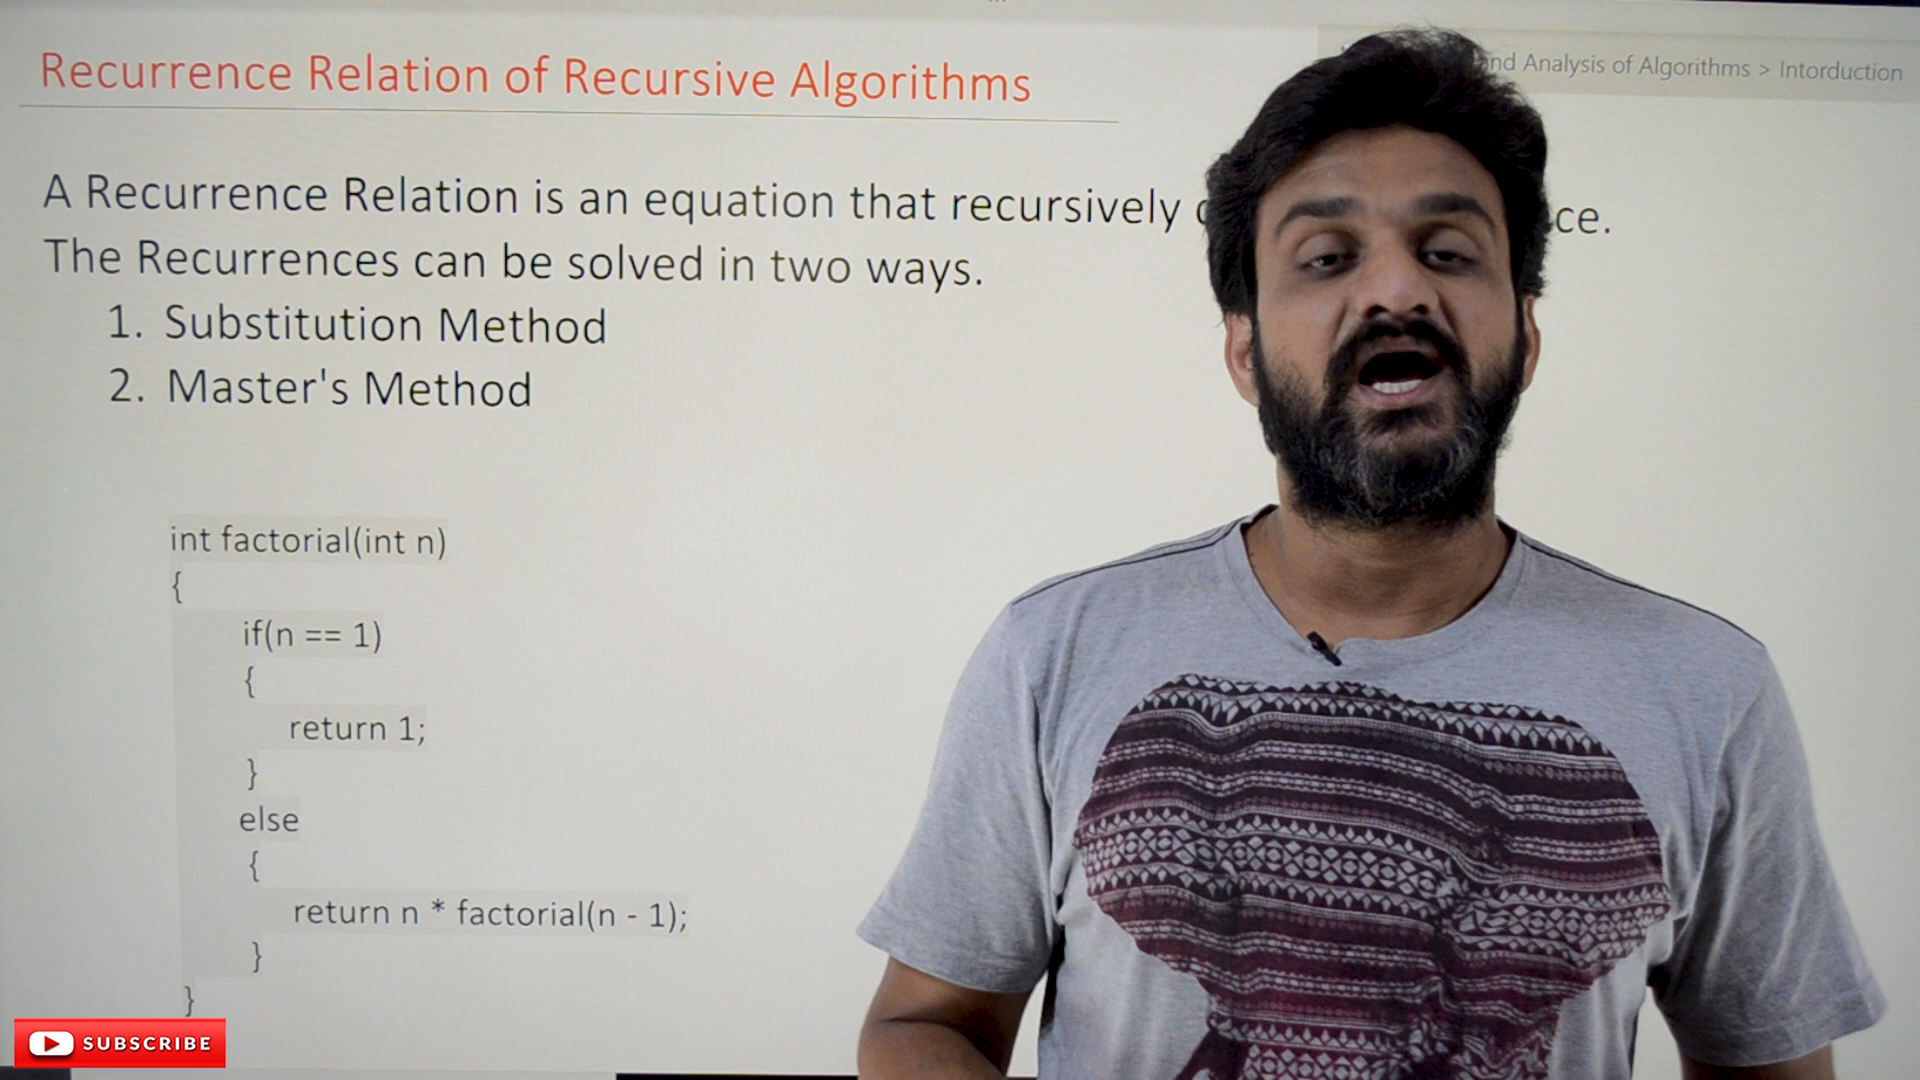 Recurrence Relation of Recursive Algorithms
and Analysis of Algorithms > Intorduction
A Recurrence Relation is an equation that recursively ce.
The Recurrences can be solved in two ways.
1. Substitution Method
2. Master's Method
int factorial(int n)
{
if(n == 1)
{
return 1;
}
else
{
return n * factorial(n - 1);
}
}
SUBSCRIBE